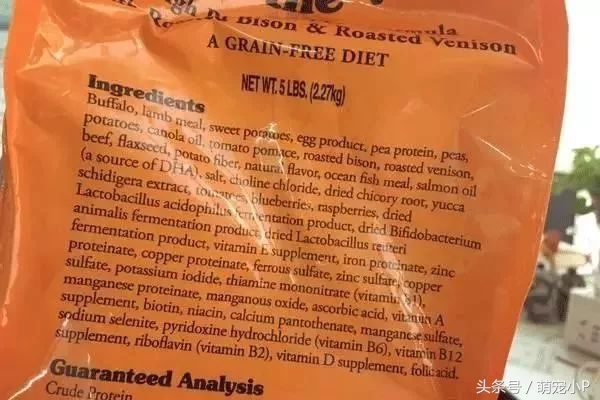 the
Bison & Roasted Venison
A GRAIN-FREE DIET
NET WT. 5 LBS. (2.27kg)
Ingredients
Buffalo, lamb meal, sweet potatoes, egg product, pea protein, peas,
potatoes, canola oil, tomato pomace, roasted bison, roasted venison,
beef, flaxseed, potato fiber, natural flavor, ocean fish meal, salmon oil
(a source of DHA), salt, choline chloride, dried chicory root, yucca
schidigera extract, tomatoes, blueberries, raspberries, dried
Lactobacillus acidophilus fermentation product, dried Bifidobacterium
animalis fermentation product, dried Lactobacillus reuteri
fermentation product, vitamin E supplement, iron proteinate, zinc
proteinate, copper proteinate, ferrous sulfate, zinc sulfate, copper
sulfate, potassium iodide, thiamine mononitrate (vitamin B1),
manganese proteinate, manganous oxide, ascorbic acid, vitamin A
supplement, biotin, niacin, calcium pantothenate, manganese sulfate,
sodium selenite, pyridoxine hydrochloride (vitamin B6), vitamin B12
supplement, riboflavin (vitamin B2), vitamin D supplement, folic acid.
Guaranteed Analysis
Crude Protein
头条号 / 萌宠小P